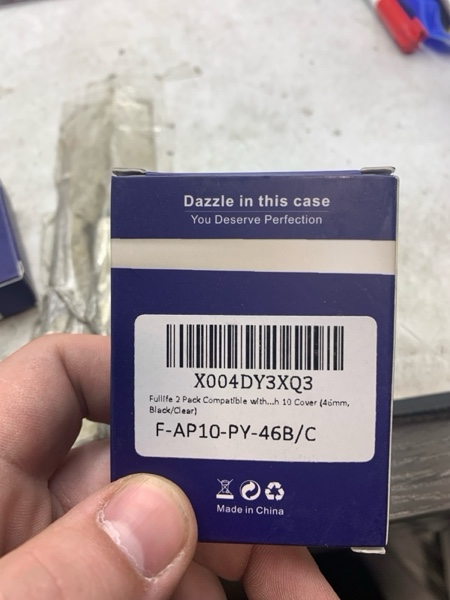 Dazzle in this case
You Deserve Perfection
X004DY3XQ3
Fullife 2 Pack Compatible with...h 10 Cover (46mm,
Black/Clear)
F-AP10-PY-46B/C
Made in China